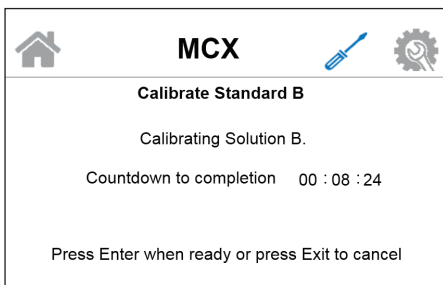 MCX
Calibrate Standard B
Calibrating Solution B.
Countdown to completion 00 : 08 : 24
Press Enter when ready or press Exit to cancel